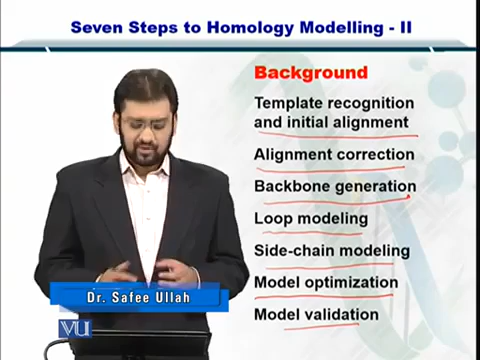 Seven Steps to Homology Modelling - II
Background
Template recognition
and initial alignment
Alignment correction
Backbone generation
Loop modeling
Side-chain modeling
Model optimization
Model validation
Dr. Safee Ullah
VU